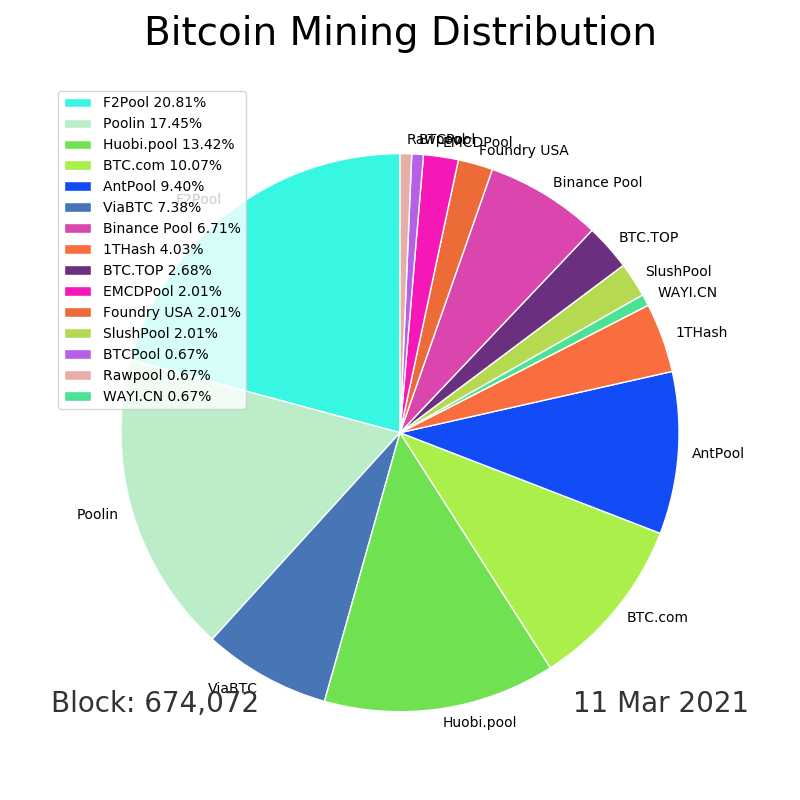 Bitcoin Mining Distribution
F2Pool 20.81%
Poolin 17.45%
Huobi.pool 13.42%
BTC.com 10.07%
AntPool 9.40%
ViaBTC 7.38%
Binance Pool 6.71%
1THash 4.03%
BTC.TOP 2.68%
EMCDPool 2.01%
Foundry USA 2.01%
SlushPool 2.01%
BTCPool 0.67%
Rawpool 0.67%
WAYI.CN 0.67%
F2Pool
Rawpool
BTCPool
EMCDPool
Foundry USA
Binance Pool
BTC.TOP
SlushPool
WAYI.CN
1THash
AntPool
BTC.com
Huobi.pool
ViaBTC
Poolin
Block: 674,072
11 Mar 2021